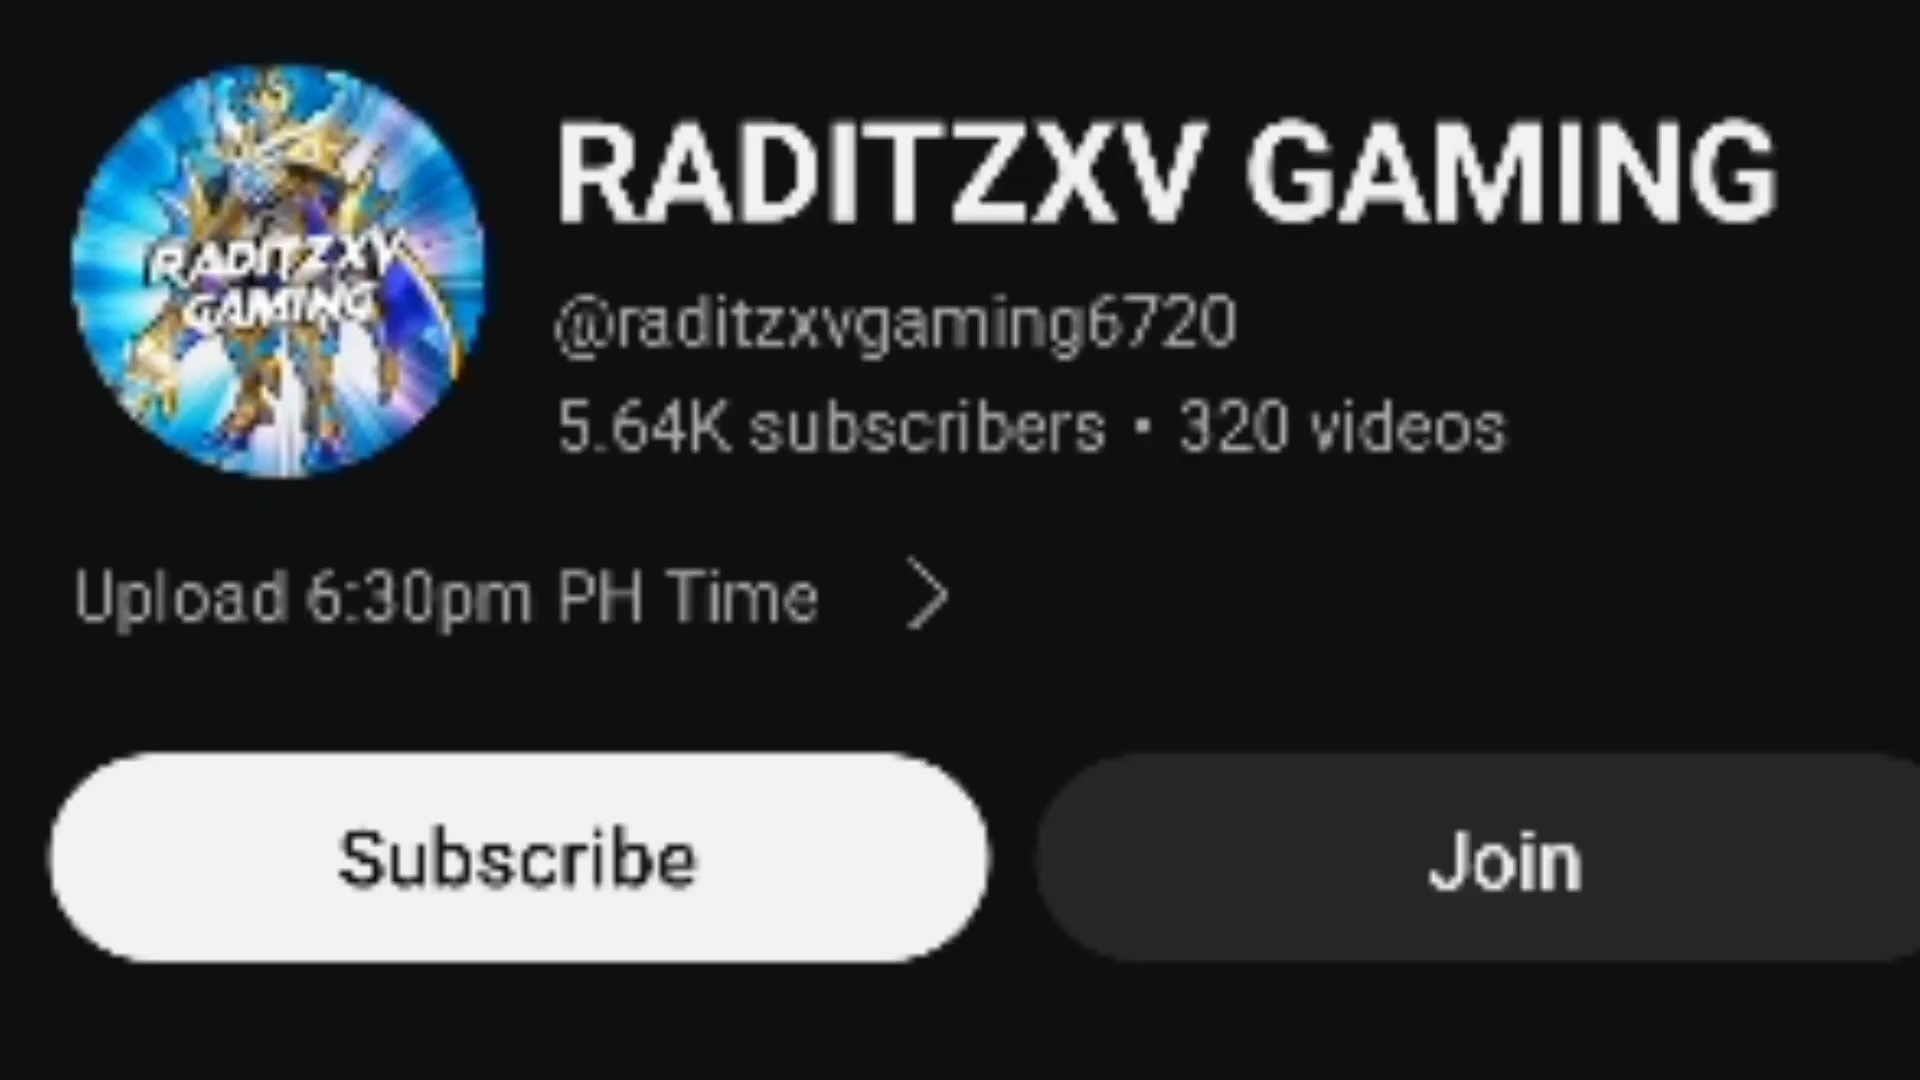 RADITZXV
GAMING
RADITZXV GAMING
@raditzxvgaming6720
5.64K subscribers • 320 videos
Upload 6:30pm PH Time
Subscribe
Join